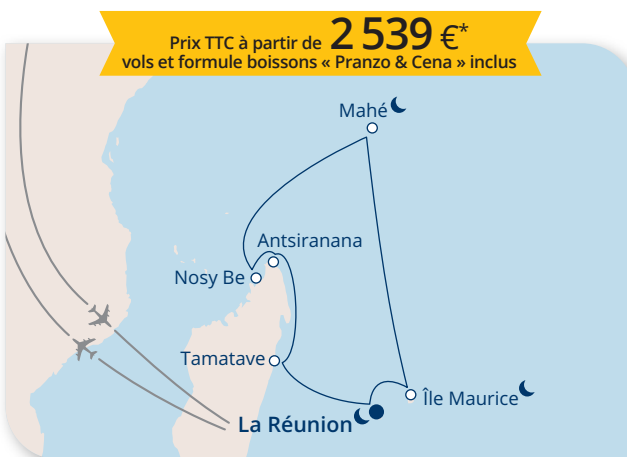 Prix TTC à partir de 2 539 €*
vols et formule boissons « Pranzo & Cena » inclus
Mahé
Antsiranana
Nosy Be
Tamatave
Île Maurice
La Réunion